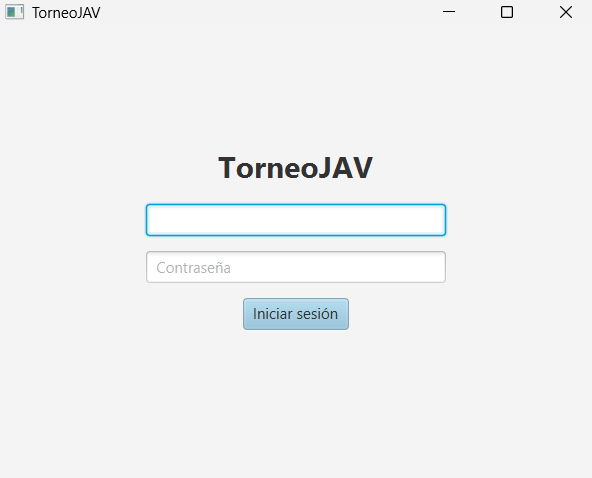 TorneoJAV
TorneoJAV
Contraseña
Iniciar sesión